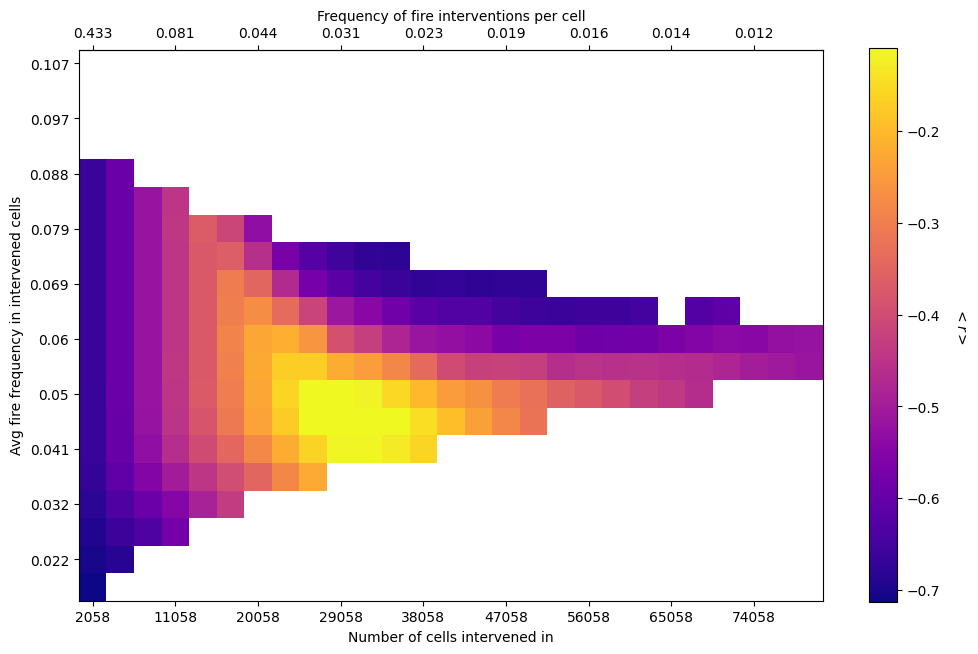 Frequency of fire interventions per cell
0.433 0.081 0.044 0.031 0.023 0.019 0.016 0.014 0.012
Avg fire frequency in intervened cells
0.107
0.097
0.088
0.079
0.069
0.06
0.05
0.041
0.032
0.022
2058 11058 20058 29058 38058 47058 56058 65058 74058
Number of cells intervened in
−0.2
−0.3
−0.4
−0.5
−0.6
−0.7
< r >